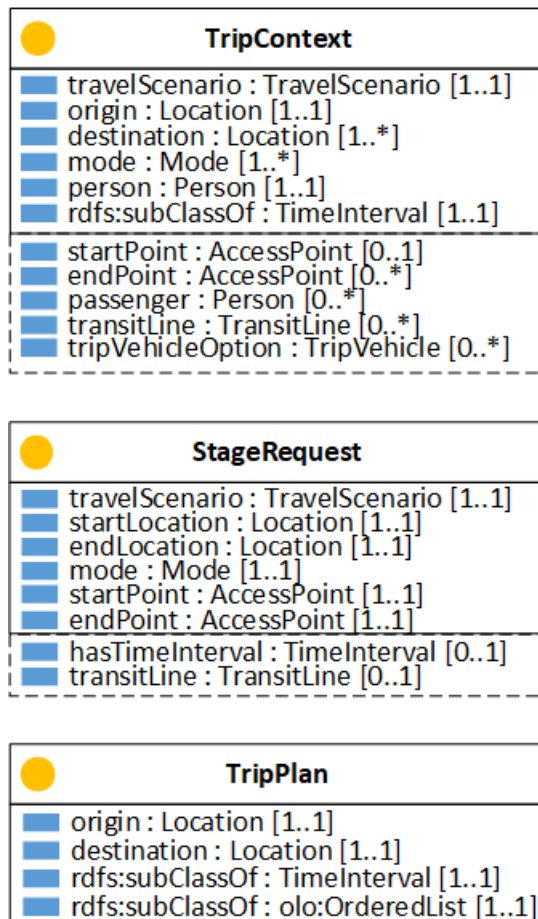 TripContext
travelScenario : TravelScenario [1..1]
origin : Location [1..1]
destination : Location [1..*]
mode : Mode [1..*]
person : Person [1..1]
rdfs:subClassOf : TimeInterval [1..1]
startPoint : AccessPoint [0..1]
endPoint : AccessPoint [0..*]
passenger : Person [0..*]
transitLine : TransitLine [0..*]
tripVehicleOption : TripVehicle [0..*]
StageRequest
travelScenario : TravelScenario [1..1]
startLocation : Location [1..1]
endLocation : Location [1..1]
mode : Mode [1..1]
startPoint : AccessPoint [1..1]
endPoint : AccessPoint [1..1]
hasTimeInterval : TimeInterval [0..1]
transitLine : TransitLine [0..1]
TripPlan
origin : Location [1..1]
destination : Location [1..1]
rdfs:subClassOf : TimeInterval [1..1]
rdfs:subClassOf : olo:OrderedList [1..1]